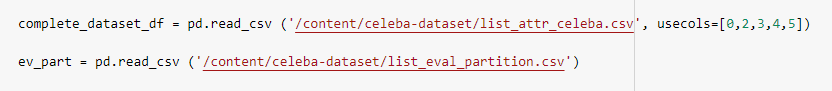 complete_dataset_df = pd.read_csv ('/content/celeba-dataset/list_attr_celeba.csv', usecols=[0,2,3,4,5])
ev_part = pd.read_csv ('/content/celeba-dataset/list_eval_partition.csv')